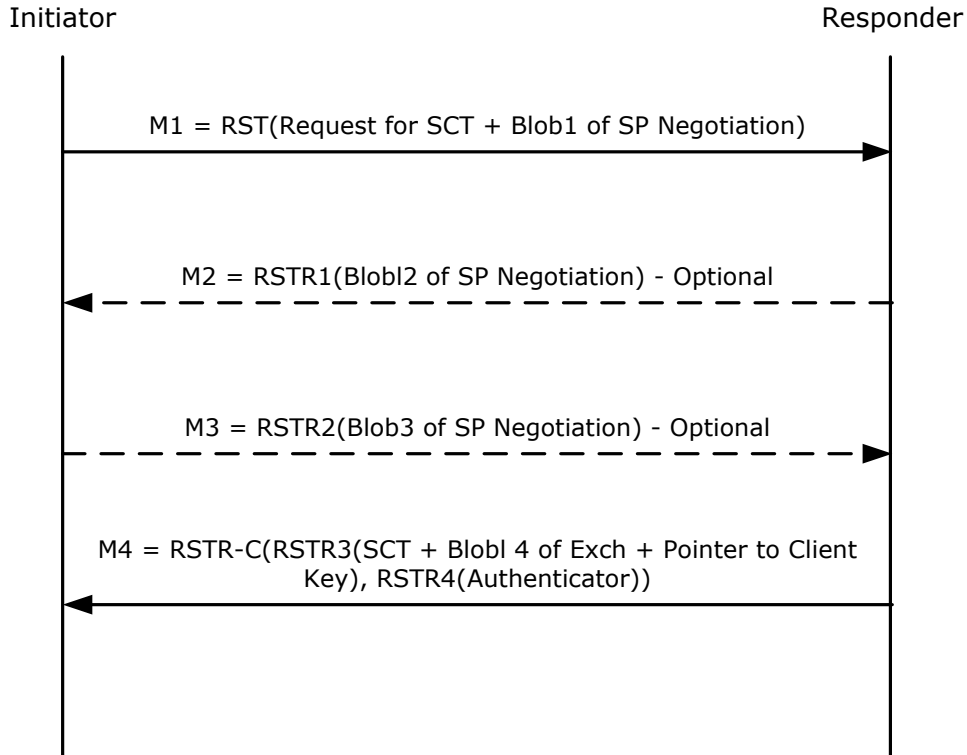 Initiator
Responder
M1 = RST(Request for SCT + Blob1 of SP Negotiation)
M2 = RSTR1(Blobl2 of SP Negotiation) - Optional
M3 = RSTR2(Blob3 of SP Negotiation) - Optional
M4 = RSTR-C(RSTR3(SCT + Blobl 4 of Exch + Pointer to Client
Key), RSTR4(Authenticator))